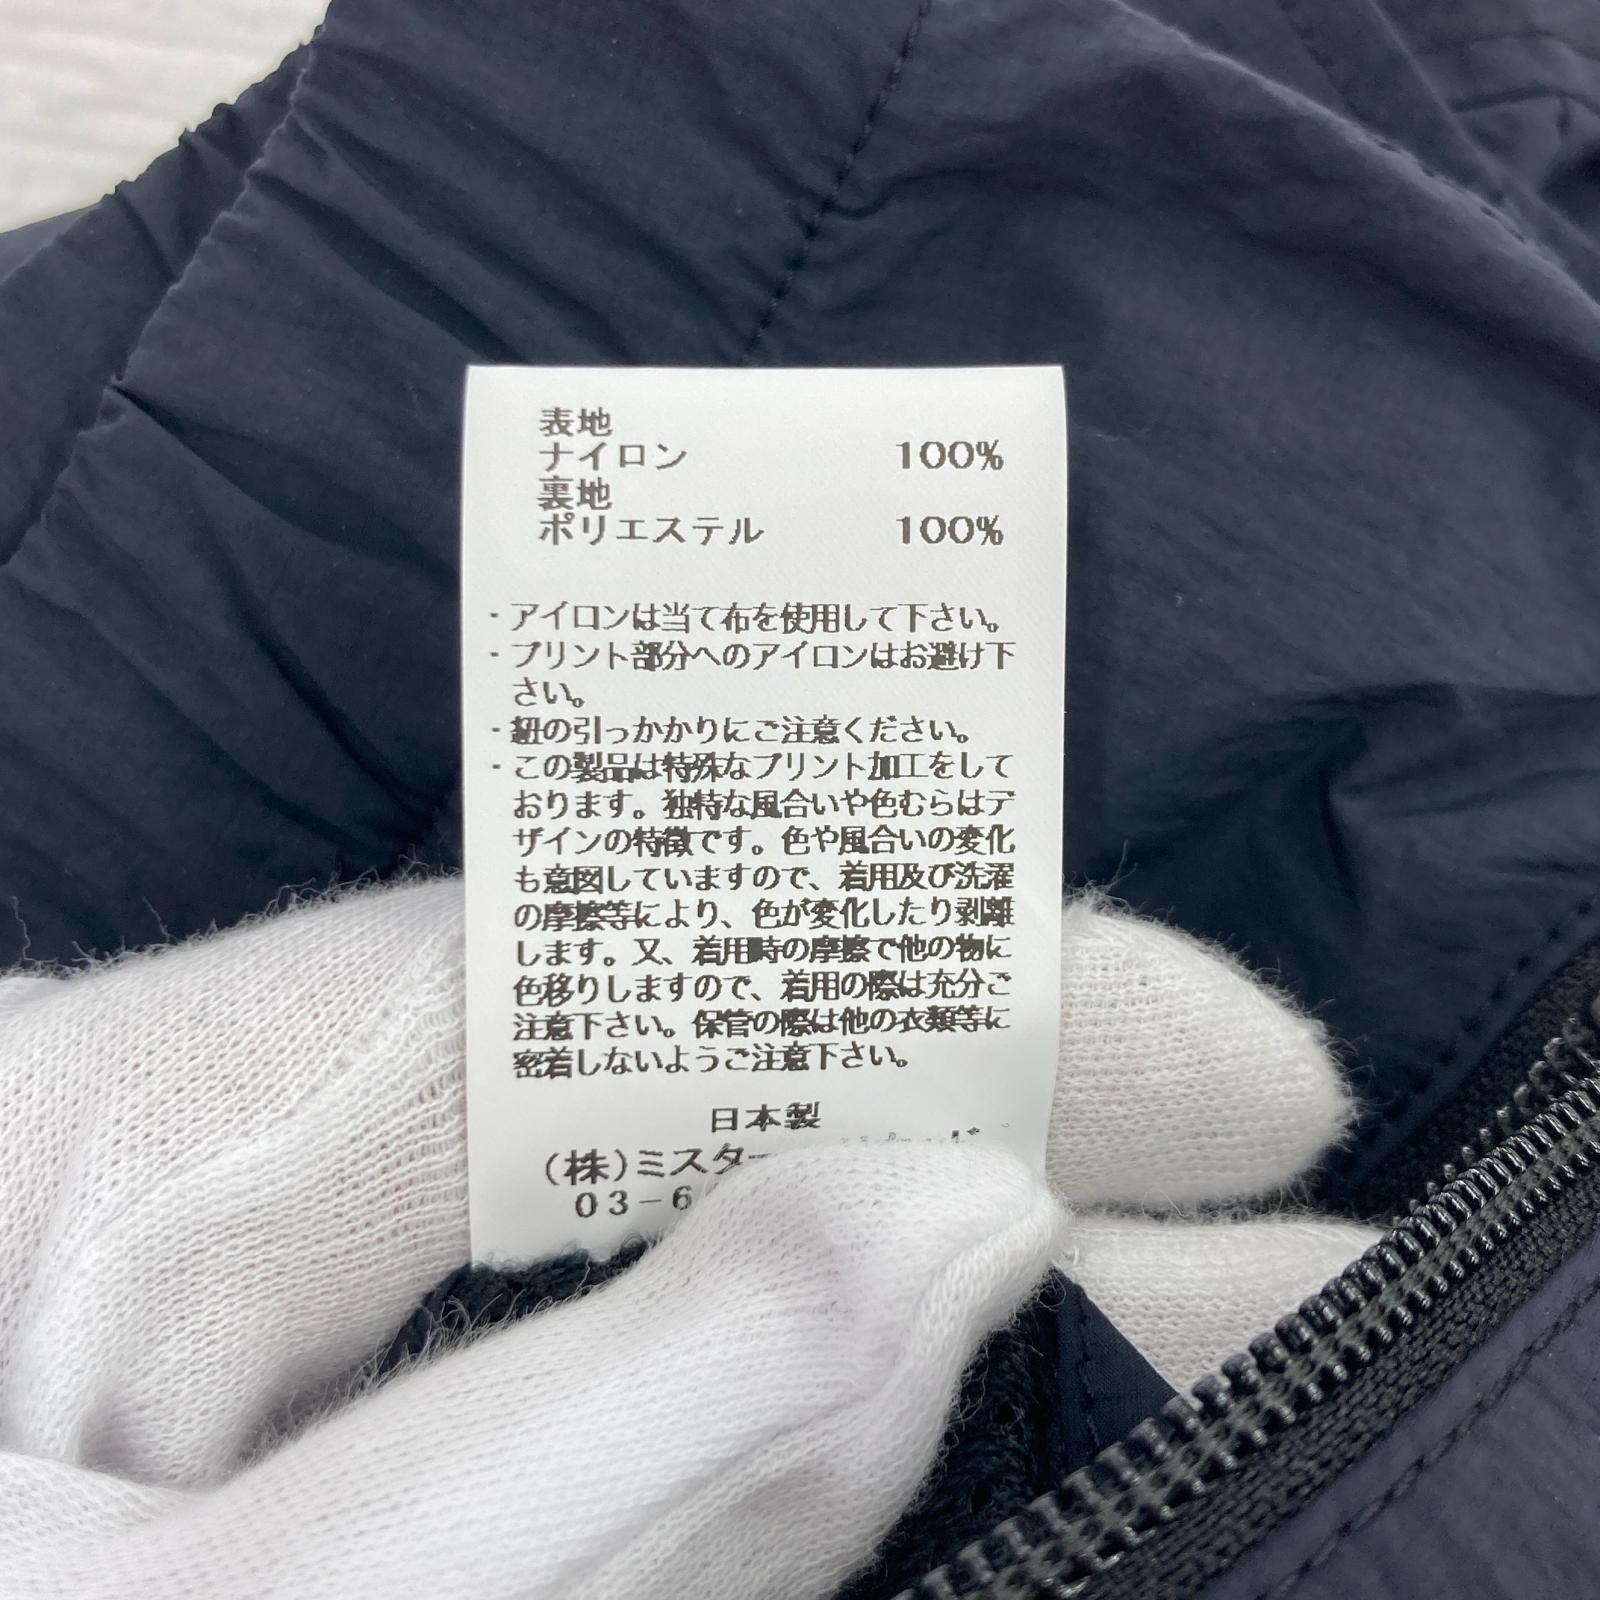 表地
ナイロン 100%
裏地
ポリエステル 100%
・アイロンは当て布を使用して下さい。
・プリント部分へのアイロンはお避け下
さい。
・紐の引っかかりにご注意ください。
・この製品は特殊なプリント加工をして
おります。独特な風合いや色むらはデ
ザインの特徴です。色や風合いの変化
も意図していますので、着用及び洗濯
の摩擦等により、色が変化したり剥離
します。又、着用時の摩擦で他の物に
色移りしますので、着用の際は充分ご
注意下さい。保管の際は他の衣類等に
密着しないようご注意下さい。
日本製
(株)ミスター
03-6